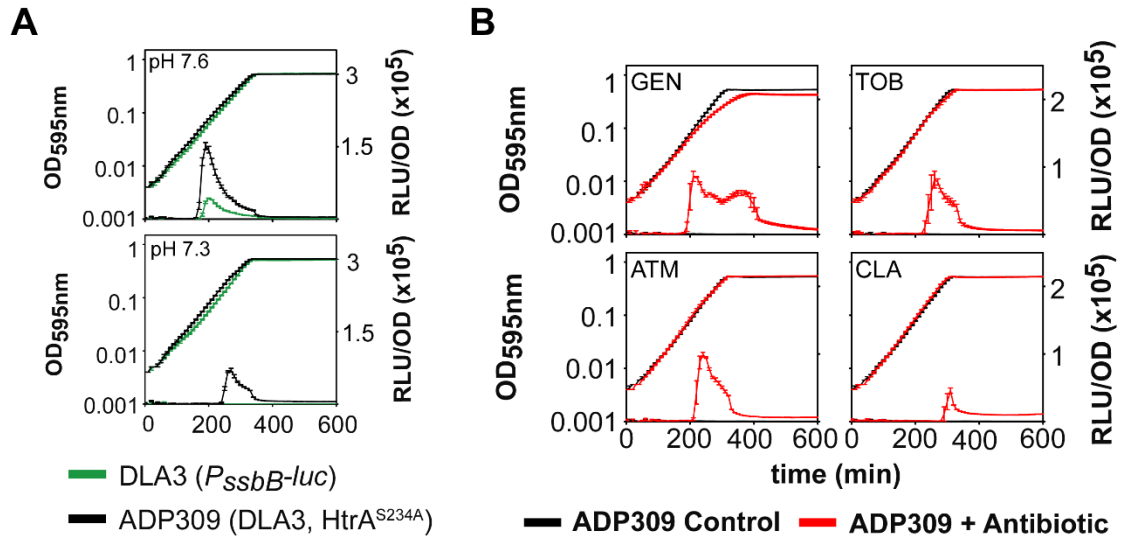 A
B
pH 7.6
OD595nm
1
0.1
0.01
0.001
3
1.5
RLU/OD (x10⁵)
pH 7.3
OD595nm
1
0.1
0.01
0.001
3
1.5
RLU/OD (x10⁵)
0 200 400 600
DLA3 (PssbB-luc)
ADP309 (DLA3, HtrA^S234A)
GEN
TOB
OD595nm
1
0.1
0.01
0.001
2
1
RLU/OD (x10⁵)
ATM
CLA
OD595nm
1
0.1
0.01
0.001
2
1
RLU/OD (x10⁵)
0 200 400 600
0 200 400 600
time (min)
ADP309 Control
ADP309 + Antibiotic